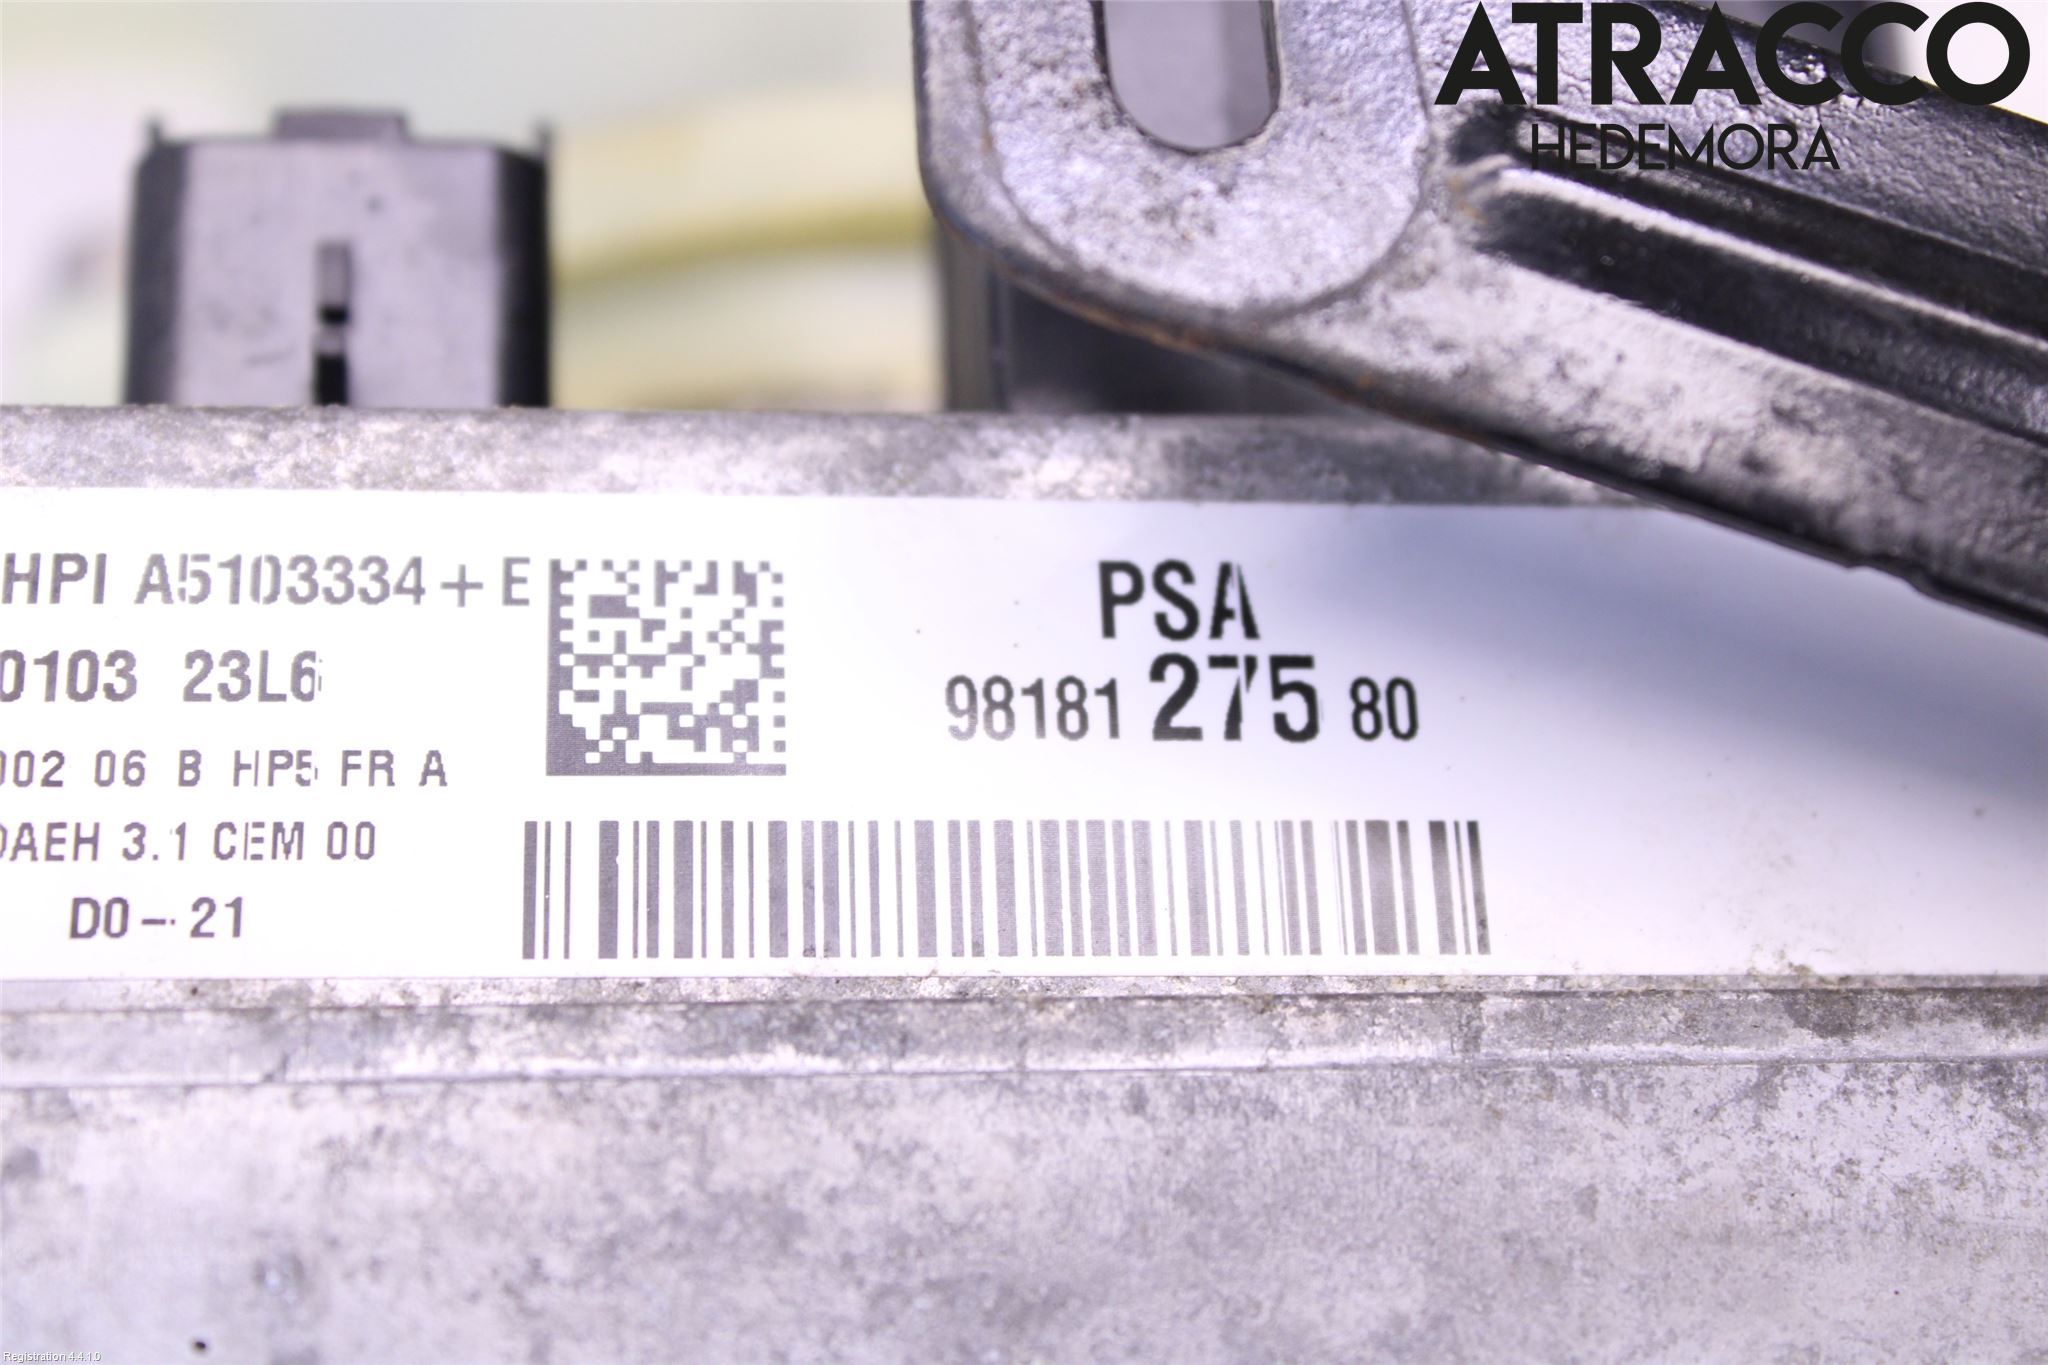 ATRACCO
HEDEMORA
HPI A5103334+E
0103 23L6
002 06 B HP5 FR A
DAEH 3.1 CEM 00
D0-21
PSA
98181 275 80
Registration 4.4.1.0